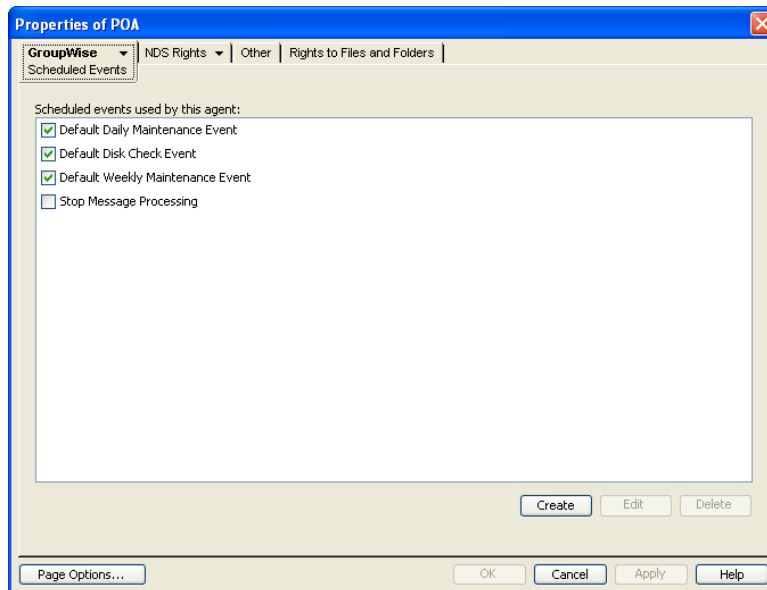 Properties of POA
GroupWise NDS Rights Other Rights to Files and Folders
Scheduled Events
Scheduled events used by this agent:
Default Daily Maintenance Event
Default Disk Check Event
Default Weekly Maintenance Event
Stop Message Processing
Create Edit Delete
Page Options... OK Cancel Apply Help